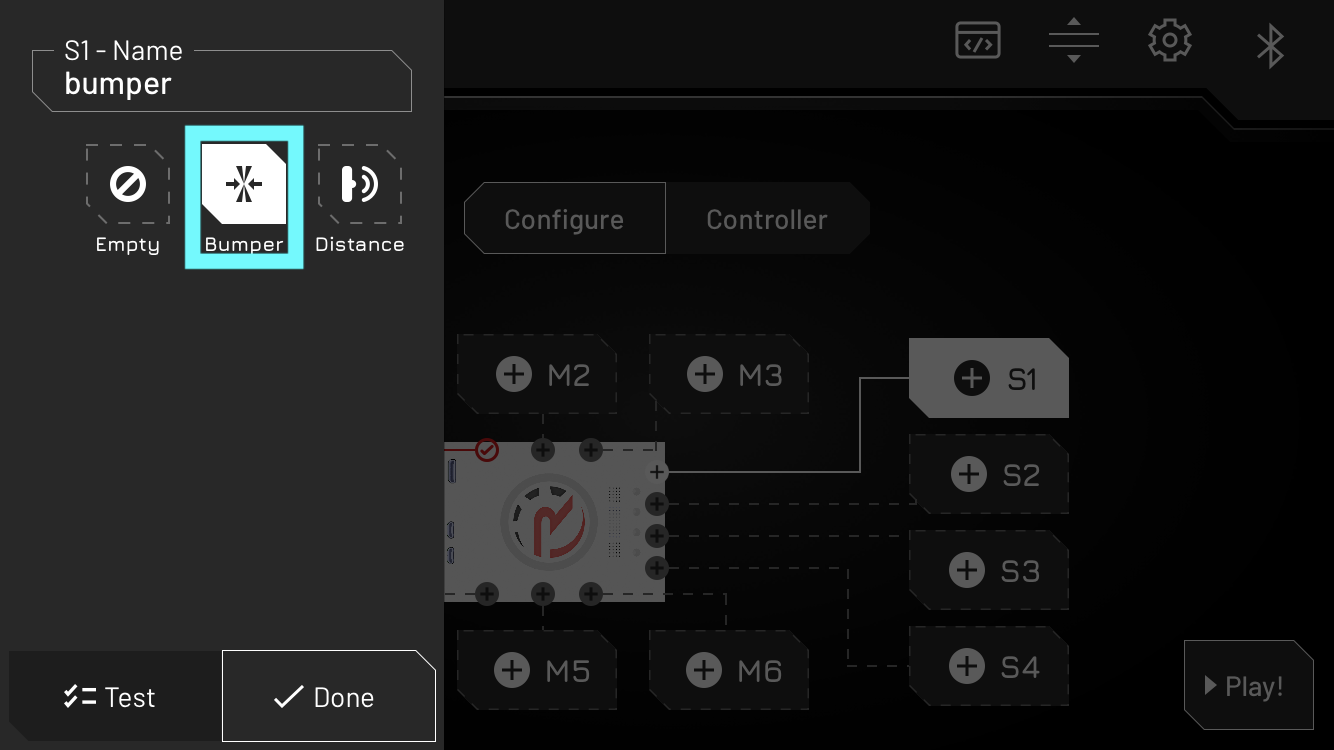 S1 - Name
bumper
Empty
Bumper
Distance
Configure
Controller
M2
M3
S1
S2
S3
M5
M6
S4
Test
Done
Play!